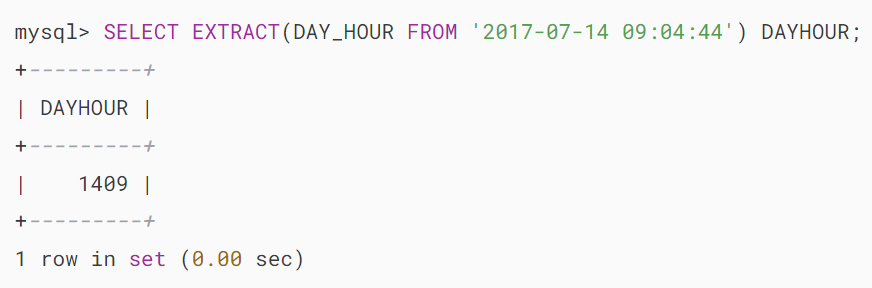 mysql> SELECT EXTRACT(DAY_HOUR FROM '2017-07-14 09:04:44') DAYHOUR;
+---------+
| DAYHOUR |
+---------+
|    1409 |
+---------+
1 row in set (0.00 sec)